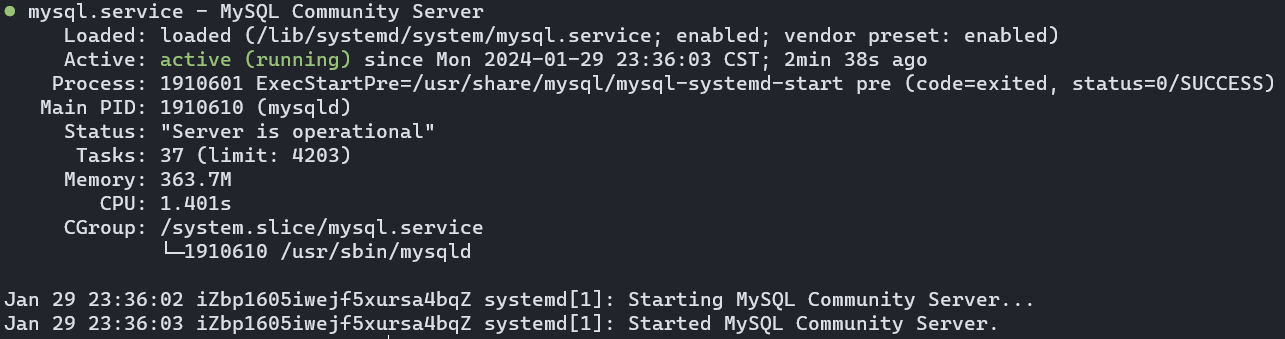 ● mysql.service - MySQL Community Server
Loaded: loaded (/lib/systemd/system/mysql.service; enabled; vendor preset: enabled)
Active: active (running) since Mon 2024-01-29 23:36:03 CST; 2min 38s ago
Process: 1910601 ExecStartPre=/usr/share/mysql/mysql-systemd-start pre (code=exited, status=0/SUCCESS)
Main PID: 1910610 (mysqld)
Status: "Server is operational"
Tasks: 37 (limit: 4203)
Memory: 363.7M
CPU: 1.401s
CGroup: /system.slice/mysql.service
└─1910610 /usr/sbin/mysqld
Jan 29 23:36:02 iZbp1605iwejf5xursa4bqZ systemd[1]: Starting MySQL Community Server...
Jan 29 23:36:03 iZbp1605iwejf5xursa4bqZ systemd[1]: Started MySQL Community Server.